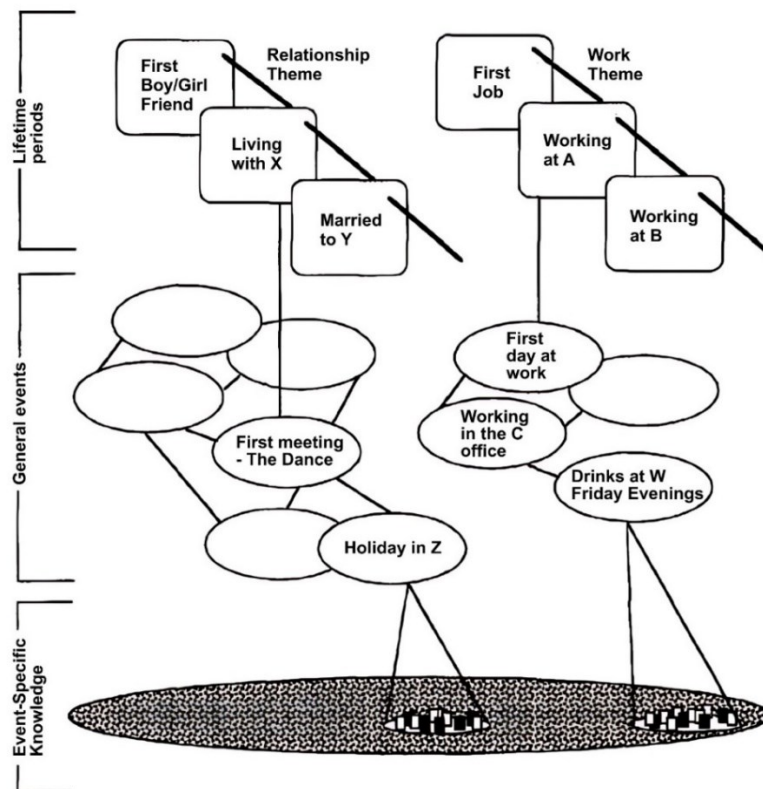 Lifetime
periods
First
Boy/Girl
Friend
Relationship
Theme
Living
with X
Married
to Y
First
Job
Work
Theme
Working
at A
Working
at B
General events
First meeting
- The Dance
Holiday in Z
First
day at
work
Working
in the C
office
Drinks at W
Friday Evenings
Event-Specific
Knowledge